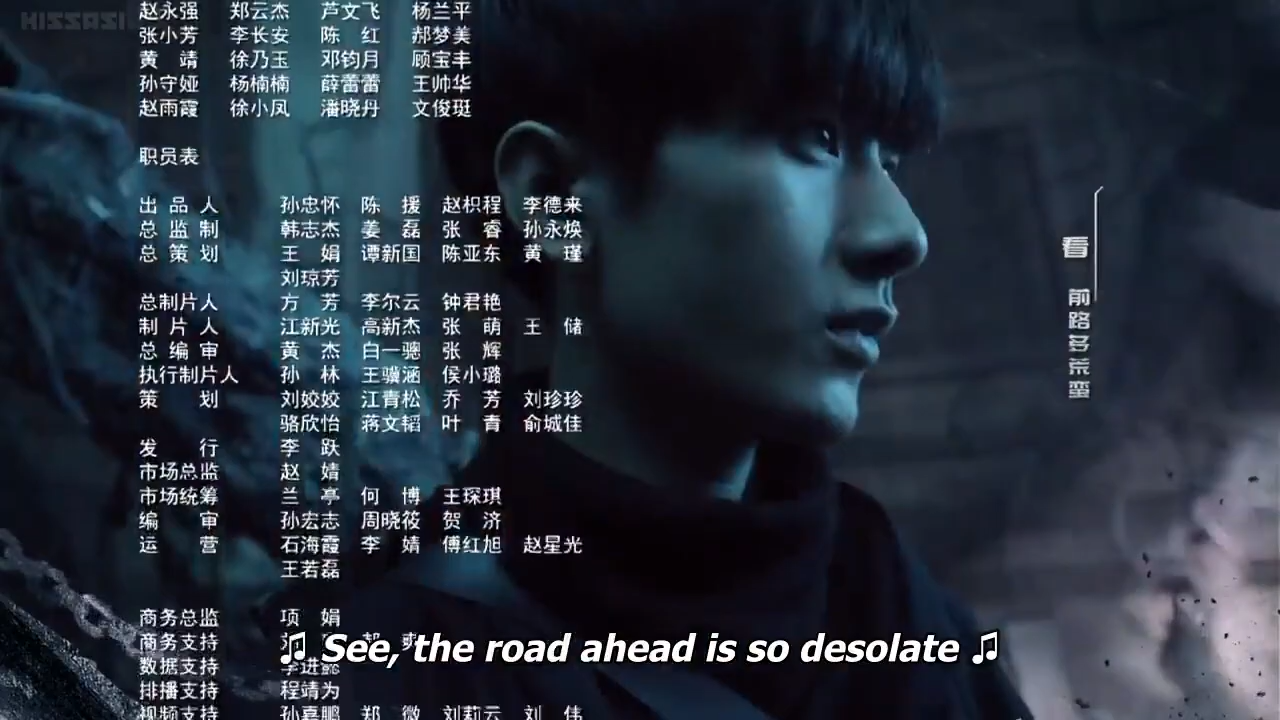 KISSASI
赵永强 郑云杰 芦文飞 杨兰平
张小芳 李长安 陈 红 郝梦美
黄 靖 徐乃玉 邓钧月 顾宝丰
孙守娅 杨楠楠 薛蕾蕾 王帅华
赵雨霞 徐小凤 潘晓丹 文俊珽
职员表
出 品 人 孙忠怀 陈 援 赵枳程 李德来
总 监 制 韩志杰 姜 磊 张 睿 孙永焕
总 策 划 王 娟 谭新国 陈亚东 黄 瑾
刘琼芳
总制片人 方 芳 李尔云 钟君艳
制 片 人 江新光 高新杰 张 萌 王 储
总 编 审 黄 杰 白一骢 张 辉
执行制片人 孙 林 王骥涵 侯小璐
策 划 刘姣姣 江青松 乔 芳 刘珍珍
骆欣怡 蒋文韬 叶 青 俞城佳
发 行 李 跃
市场总监 赵 婧
市场统筹 兰 亭 何 博 王琛琪
编 审 孙宏志 周晓筱 贺 济
运 营 石海霞 李 婧 傅红旭 赵星光
王若磊
商务总监 项 娟
商务支持
数据支持 李进懿
排播支持 程靖为
视频支持 孙嘉鹏 郑 微 刘莉云 刘 伟
看
前路多荒蛮
♫ See, the road ahead is so desolate ♫